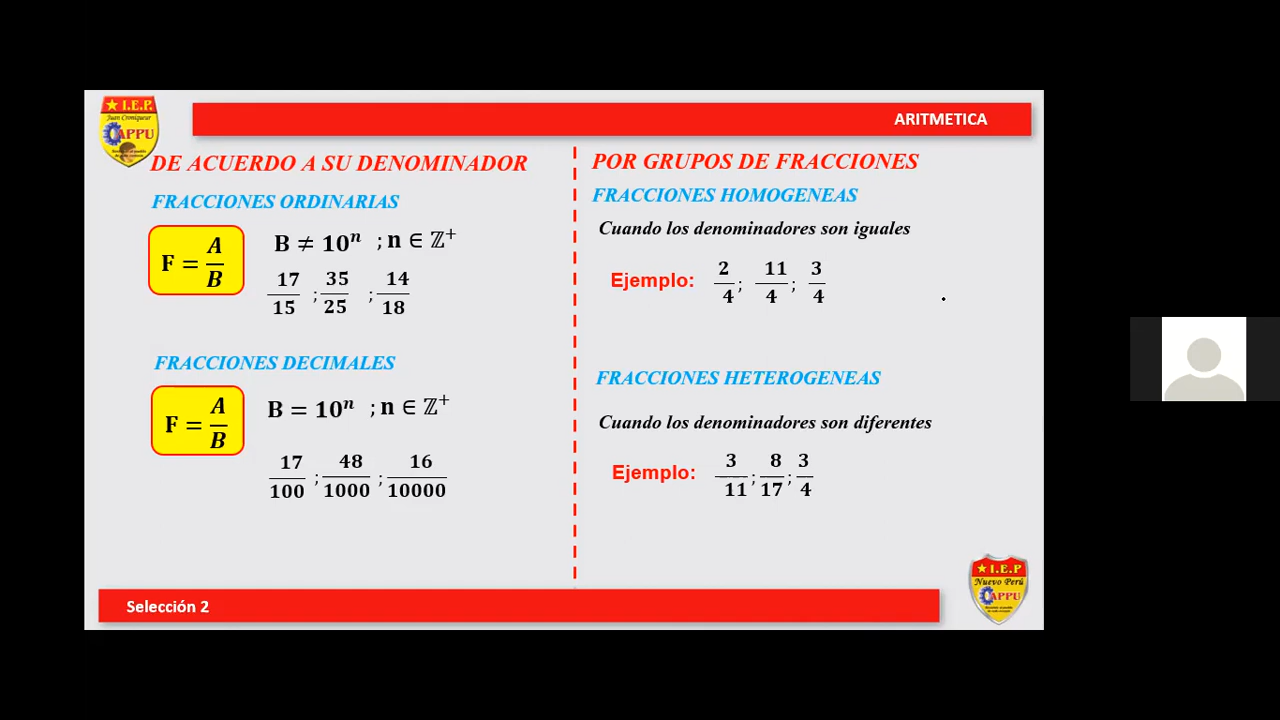 ★ I.E.P.
Juan Croniqueur
APPU
ARITMETICA
DE ACUERDO A SU DENOMINADOR
FRACCIONES ORDINARIAS
F = A/B
B ≠ 10ⁿ ; n ∈ ℤ⁺
17/15 ; 35/25 ; 14/18
FRACCIONES DECIMALES
F = A/B
B = 10ⁿ ; n ∈ ℤ⁺
17/100 ; 48/1000 ; 16/10000
POR GRUPOS DE FRACCIONES
FRACCIONES HOMOGENEAS
Cuando los denominadores son iguales
Ejemplo: 2/4 ; 11/4 ; 3/4
FRACCIONES HETEROGENEAS
Cuando los denominadores son diferentes
Ejemplo: 3/11 ; 8/17 ; 3/4
Selección 2
★ I.E.P
Nuevo Perú
APPU